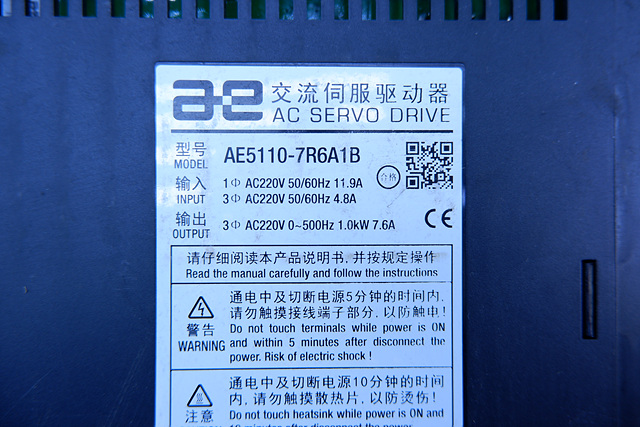 ae 交流伺服驱动器
AC SERVO DRIVE
型号 AE5110-7R6A1B
MODEL
合格
输入 1Φ AC220V 50/60Hz 11.9A
INPUT 3Φ AC220V 50/60Hz 4.8A
输出 3Φ AC220V 0~500Hz 1.0kW 7.6A
OUTPUT
CE
请仔细阅读本产品说明书, 并按规定操作
Read the manual carefully and follow the instructions
通电中及切断电源5分钟的时间内,
请勿触摸接线端子部分, 以防触电!
警告
WARNING
Do not touch terminals while power is ON
and within 5 minutes after disconnect the
power. Risk of electric shock !
通电中及切断电源10分钟的时间
内, 请勿触摸散热片, 以防烫伤!
注意
Do not touch heatsink while power is ON and
10 minutes after disconnect the power